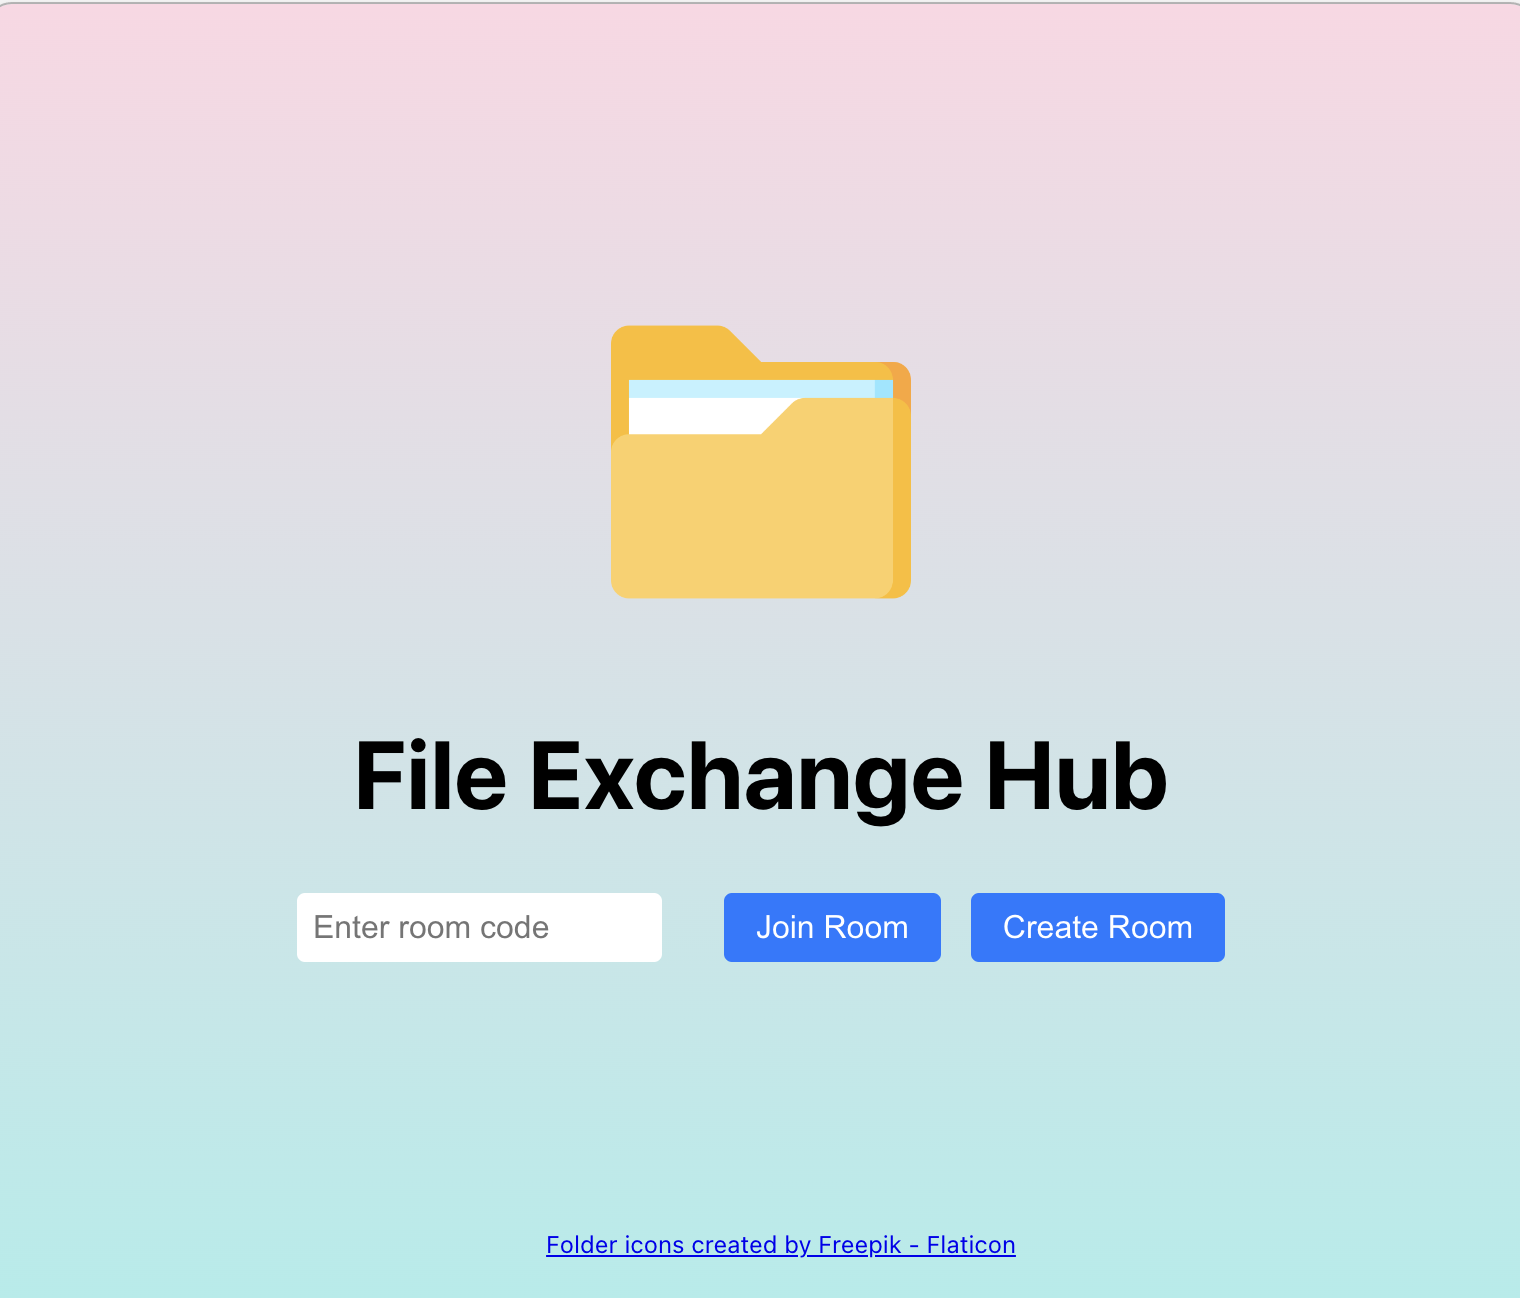 File Exchange Hub
Enter room code
Join Room
Create Room
Folder icons created by Freepik - Flaticon